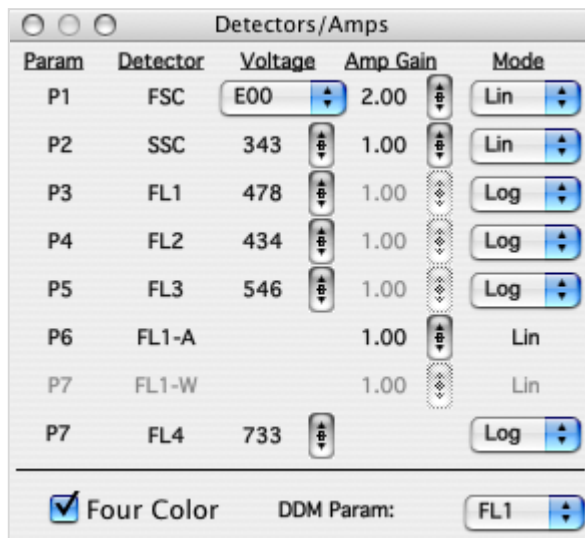 Detectors/Amps
Param Detector Voltage Amp Gain Mode
P1 FSC E00 2.00 Lin
P2 SSC 343 1.00 Lin
P3 FL1 478 1.00 Log
P4 FL2 434 1.00 Log
P5 FL3 546 1.00 Log
P6 FL1-A 1.00 Lin
P7 FL1-W 1.00 Lin
P7 FL4 733 Log
Four Color DDM Param: FL1